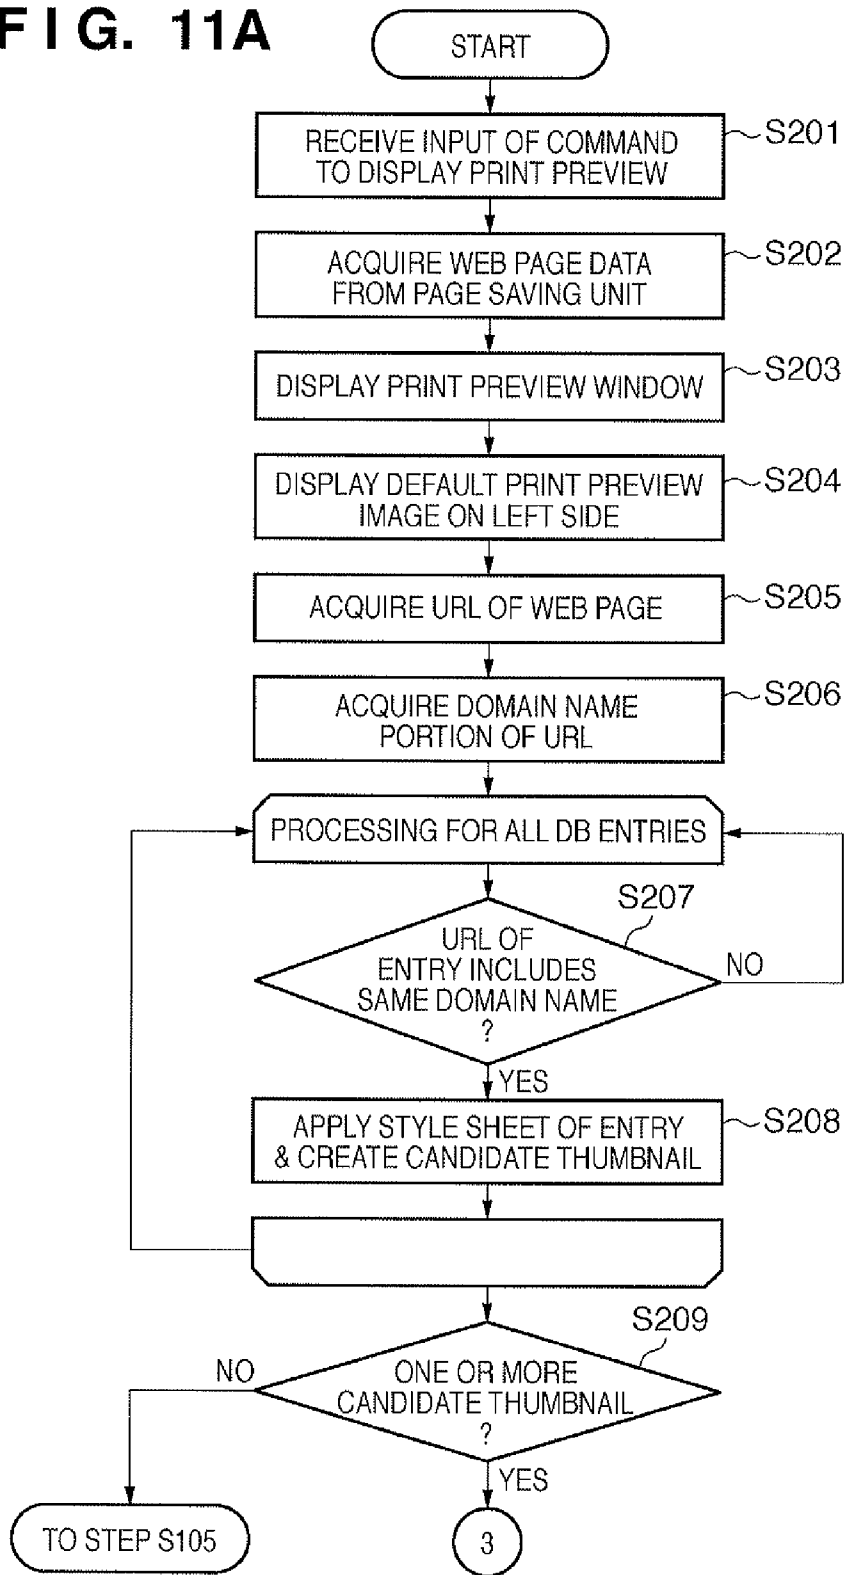 FIG. 11A
START
RECEIVE INPUT OF COMMAND
TO DISPLAY PRINT PREVIEW
S201
ACQUIRE WEB PAGE DATA
FROM PAGE SAVING UNIT
S202
DISPLAY PRINT PREVIEW WINDOW
S203
DISPLAY DEFAULT PRINT PREVIEW
IMAGE ON LEFT SIDE
S204
ACQUIRE URL OF WEB PAGE
S205
ACQUIRE DOMAIN NAME
PORTION OF URL
S206
PROCESSING FOR ALL DB ENTRIES
S207
URL OF
ENTRY INCLUDES
SAME DOMAIN NAME
?
NO
YES
APPLY STYLE SHEET OF ENTRY
& CREATE CANDIDATE THUMBNAIL
S208
S209
ONE OR MORE
CANDIDATE THUMBNAIL
?
NO
YES
TO STEP S105
3